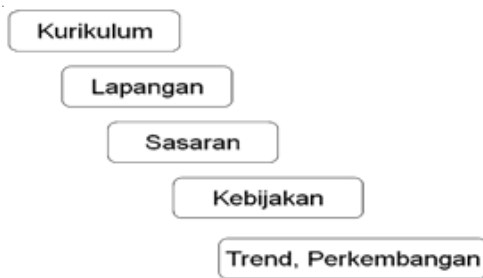 Kurikulum
Lapangan
Sasaran
Kebijakan
Trend, Perkembangan